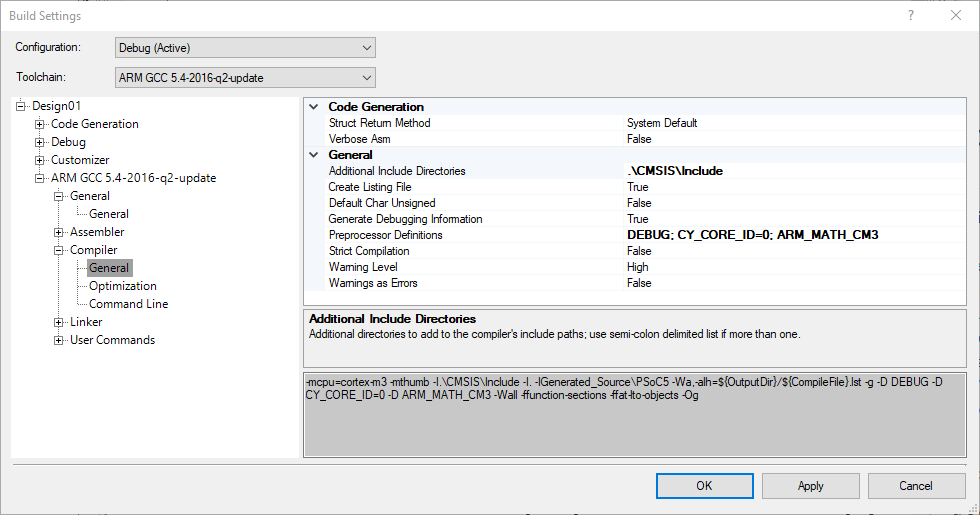 Build Settings
?
Configuration:
Debug (Active)
Toolchain:
ARM GCC 5.4-2016-q2-update
Design01
Code Generation
Debug
Customizer
ARM GCC 5.4-2016-q2-update
General
General
Assembler
Compiler
General
Optimization
Command Line
Linker
User Commands
Code Generation
Struct Return Method System Default
Verbose Asm False
General
Additional Include Directories .\CMSIS\Include
Create Listing File True
Default Char Unsigned False
Generate Debugging Information True
Preprocessor Definitions DEBUG; CY_CORE_ID=0; ARM_MATH_CM3
Strict Compilation False
Warning Level High
Warnings as Errors False
Additional Include Directories
Additional directories to add to the compiler's include paths; use semi-colon delimited list if more than one.
-mcpu=cortex-m3 -mthumb -I.\CMSIS\Include -I. -IGenerated_Source\PSoC5 -Wa,-alh=${OutputDir}/${CompileFile}.lst -g -D DEBUG -D
CY_CORE_ID=0 -D ARM_MATH_CM3 -Wall -ffunction-sections -ffat-lto-objects -Og
OK Apply Cancel